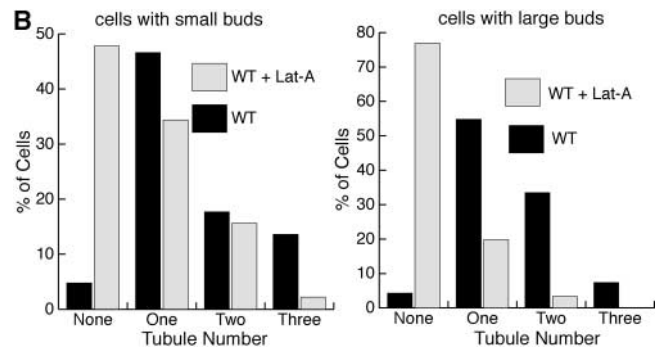 B
cells with small buds
50
40
30
20
10
0
% of Cells
WT + Lat-A
WT
None One Two Three
Tubule Number
cells with large buds
80
70
60
50
40
30
20
10
0
% of Cells
WT + Lat-A
WT
None One Two Three
Tubule Number